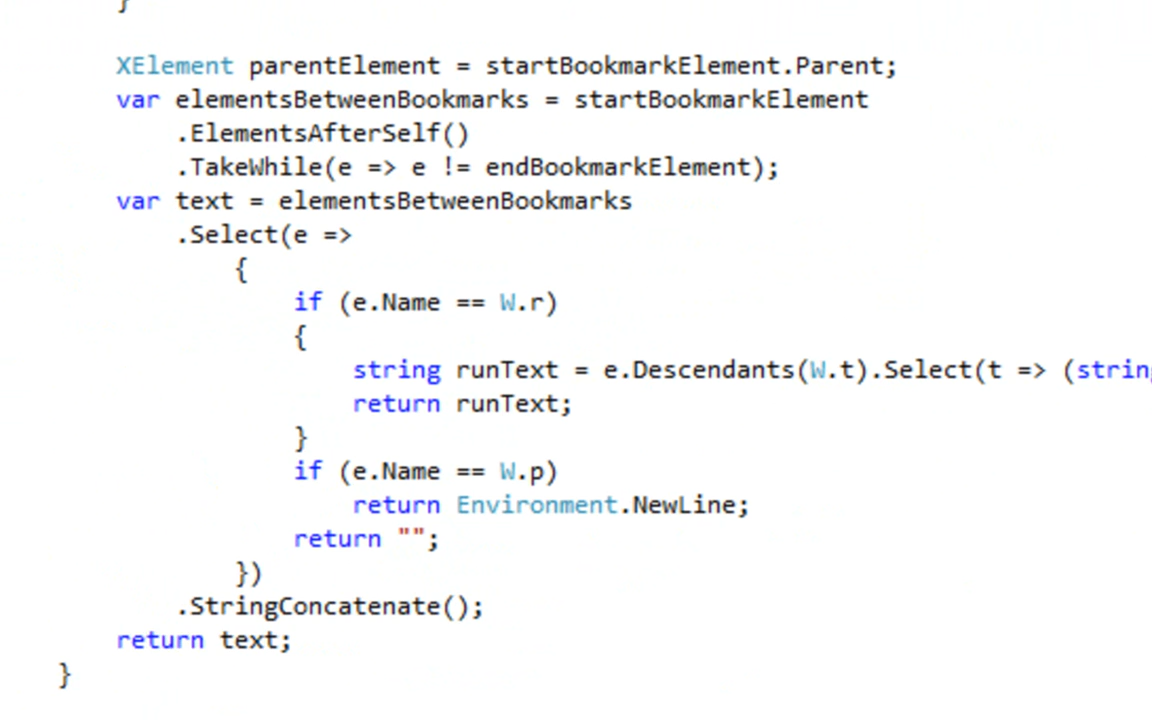 }
XElement parentElement = startBookmarkElement.Parent;
var elementsBetweenBookmarks = startBookmarkElement
.ElementsAfterSelf()
.TakeWhile(e => e != endBookmarkElement);
var text = elementsBetweenBookmarks
.Select(e =>
{
if (e.Name == W.r)
{
string runText = e.Descendants(W.t).Select(t => (string
return runText;
}
if (e.Name == W.p)
return Environment.NewLine;
return "";
})
.StringConcatenate();
return text;
}